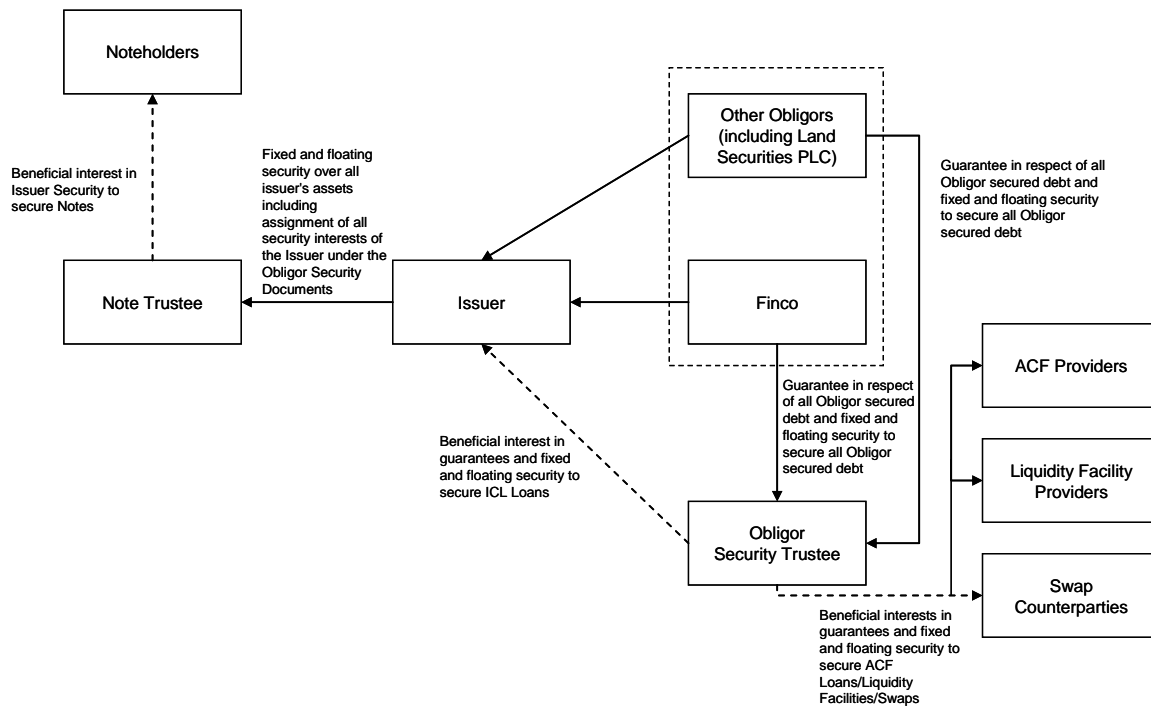 Noteholders
Other Obligors
(including Land
Securities PLC)
Beneficial interest in
Issuer Security to
secure Notes
Fixed and floating
security over all
issuer's assets
including
assignment of all
security interests of
the Issuer under the
Obligor Security
Documents
Guarantee in respect of all
Obligor secured debt and
fixed and floating security
to secure all Obligor
secured debt
Note Trustee
Issuer
Finco
ACF Providers
Guarantee in respect
of all Obligor secured
debt and fixed and
floating security to
secure all Obligor
secured debt
Beneficial interest in
guarantees and fixed
and floating security to
secure ICL Loans
Liquidity Facility
Providers
Obligor
Security Trustee
Swap
Counterparties
Beneficial interests in
guarantees and fixed
and floating security to
secure ACF
Loans/Liquidity
Facilities/Swaps